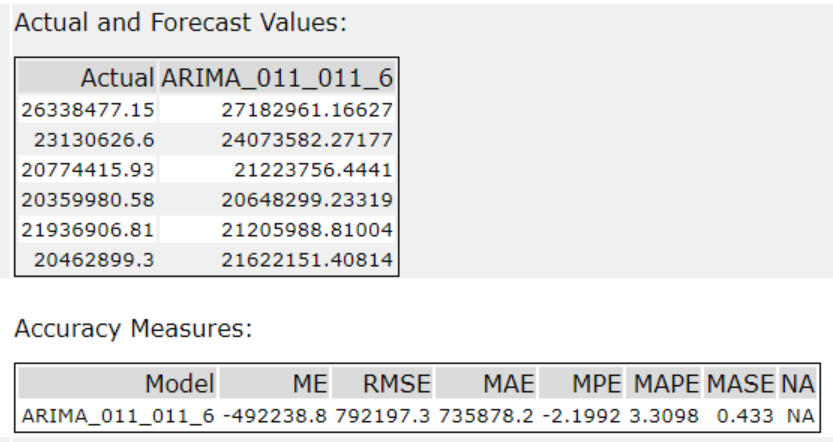 Actual and Forecast Values:
Actual ARIMA_011_011_6
26338477.15 27182961.16627
23130626.6 24073582.27177
20774415.93 21223756.4441
20359980.58 20648299.23319
21936906.81 21205988.81004
20462899.3 21622151.40814
Accuracy Measures:
Model ME RMSE MAE MPE MAPE MASE NA
ARIMA_011_011_6 -492238.8 792197.3 735878.2 -2.1992 3.3098 0.433 NA